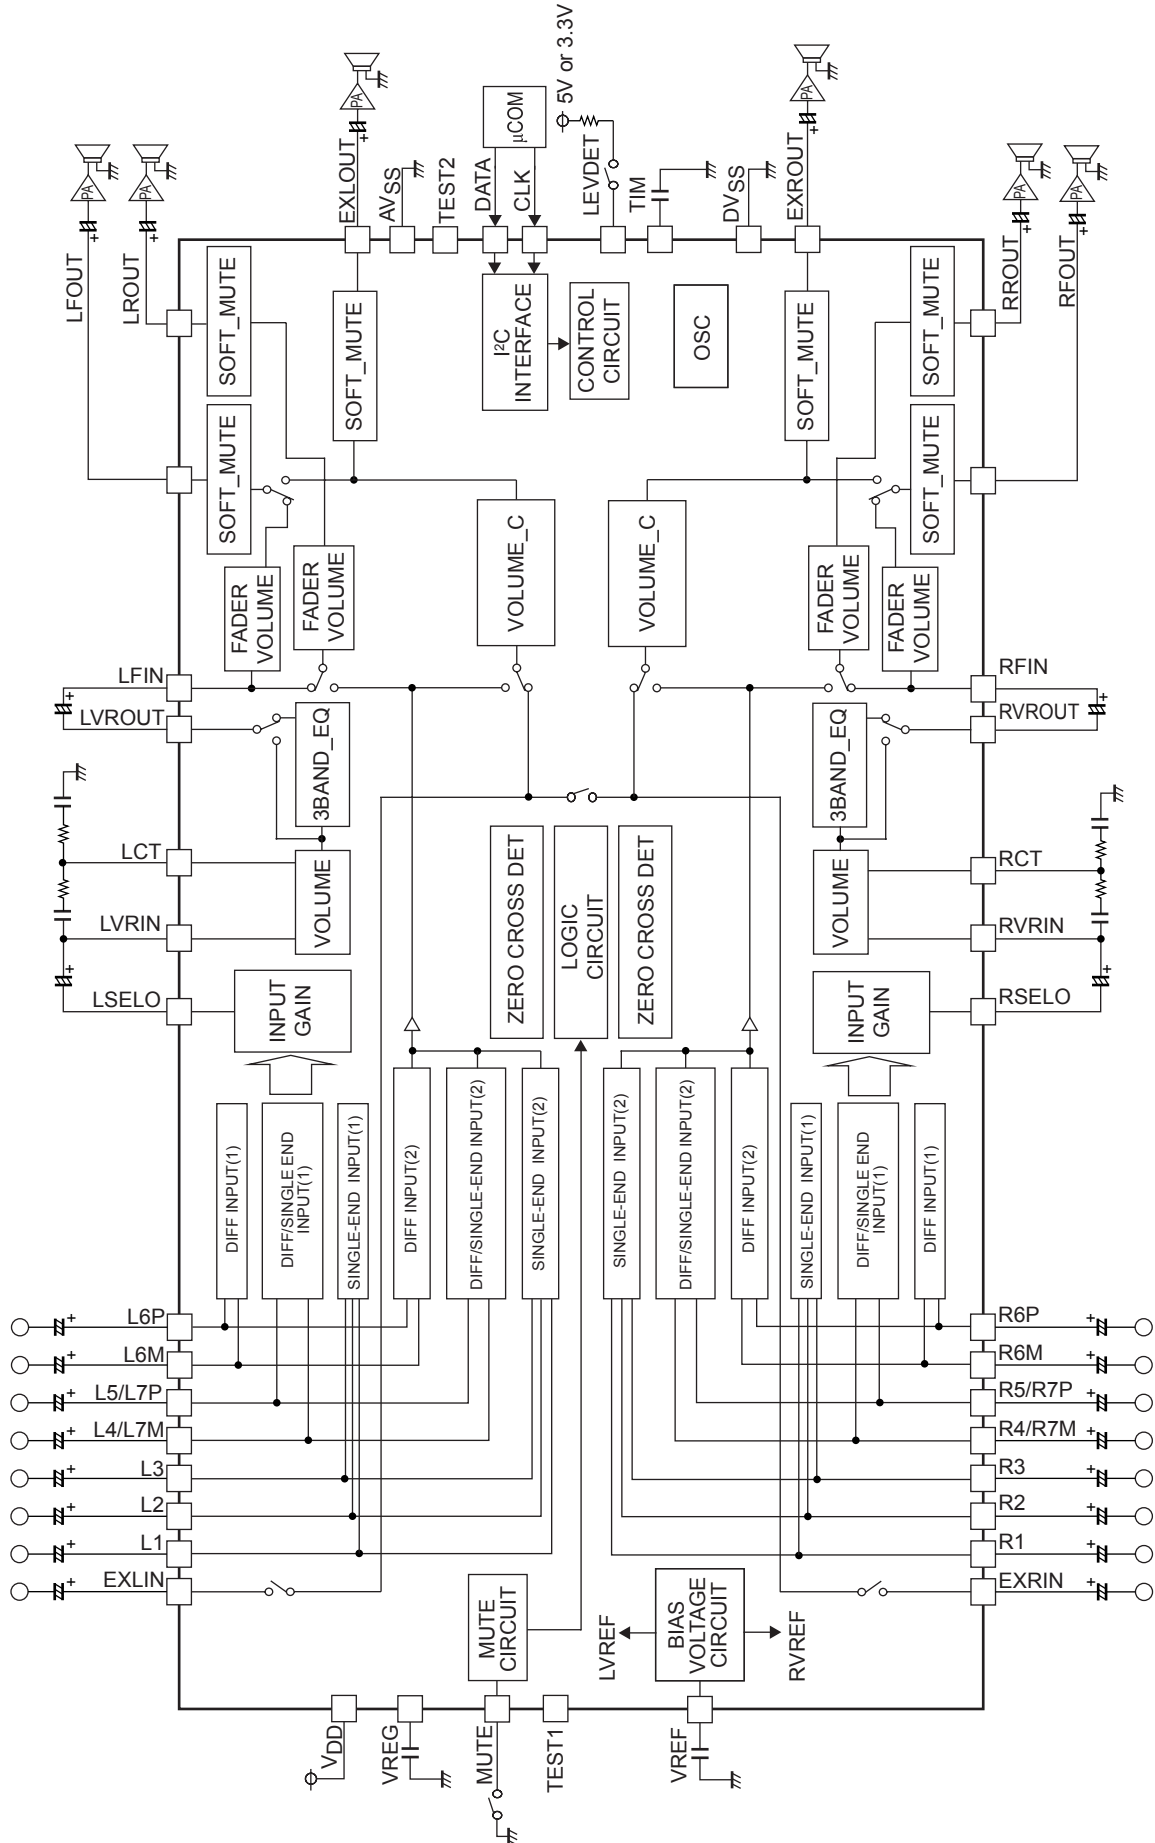 5V or 3.3V
PA
PA
µCOM
PA
PA
PA
PA
LFOUT
LROUT
EXLOUT
AVSS
TEST2
DATA
CLK
LEVDET
TIM
DVSS
EXROUT
RROUT
RFOUT
SOFT_MUTE
SOFT_MUTE
I²C
INTERFACE
CONTROL
CIRCUIT
OSC
SOFT_MUTE
SOFT_MUTE
SOFT_MUTE
SOFT_MUTE
FADER
VOLUME
FADER
VOLUME
VOLUME_C
VOLUME_C
FADER
VOLUME
FADER
VOLUME
LFIN
RFIN
LVROUT
RVROUT
3BAND_EQ
3BAND_EQ
LCT
RCT
VOLUME
ZERO CROSS DET
LOGIC
CIRCUIT
ZERO CROSS DET
VOLUME
LVRIN
RVRIN
LSELO
RSELO
INPUT
GAIN
INPUT
GAIN
DIFF INPUT(1)
DIFF/SINGLE END
INPUT(1)
SINGLE-END INPUT(1)
DIFF INPUT(2)
DIFF/SINGLE-END INPUT(2)
SINGLE-END INPUT(2)
SINGLE-END INPUT(2)
DIFF/SINGLE-END INPUT(2)
DIFF INPUT(2)
SINGLE-END INPUT(1)
DIFF/SINGLE END
INPUT(1)
DIFF INPUT(1)
L6P
R6P
L6M
R6M
L5/L7P
R5/R7P
L4/L7M
R4/R7M
L3
R3
L2
R2
L1
R1
EXLIN
EXRIN
MUTE
CIRCUIT
LVREF
BIAS
VOLTAGE
CIRCUIT
RVREF
VDD
VREG
MUTE
TEST1
VREF